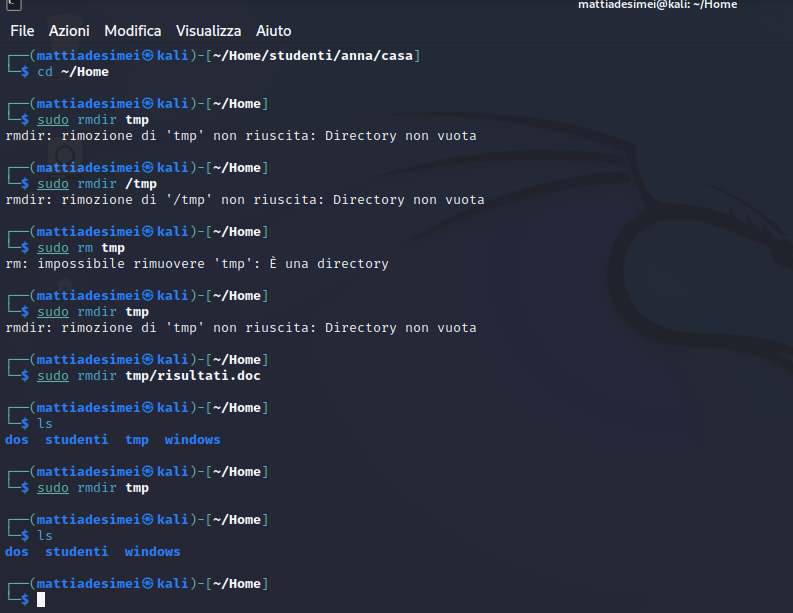 mattiadesimei@kali: ~/Home
File Azioni Modifica Visualizza Aiuto
┌──(mattiadesimei㉿kali)-[~/Home/studenti/anna/casa]
└─$ cd ~/Home
┌──(mattiadesimei㉿kali)-[~/Home]
└─$ sudo rmdir tmp
rmdir: rimozione di 'tmp' non riuscita: Directory non vuota
┌──(mattiadesimei㉿kali)-[~/Home]
└─$ sudo rmdir /tmp
rmdir: rimozione di '/tmp' non riuscita: Directory non vuota
┌──(mattiadesimei㉿kali)-[~/Home]
└─$ sudo rm tmp
rm: impossibile rimuovere 'tmp': È una directory
┌──(mattiadesimei㉿kali)-[~/Home]
└─$ sudo rmdir tmp
rmdir: rimozione di 'tmp' non riuscita: Directory non vuota
┌──(mattiadesimei㉿kali)-[~/Home]
└─$ sudo rmdir tmp/risultati.doc
┌──(mattiadesimei㉿kali)-[~/Home]
└─$ ls
dos studenti tmp windows
┌──(mattiadesimei㉿kali)-[~/Home]
└─$ sudo rmdir tmp
┌──(mattiadesimei㉿kali)-[~/Home]
└─$ ls
dos studenti windows
┌──(mattiadesimei㉿kali)-[~/Home]
└─$